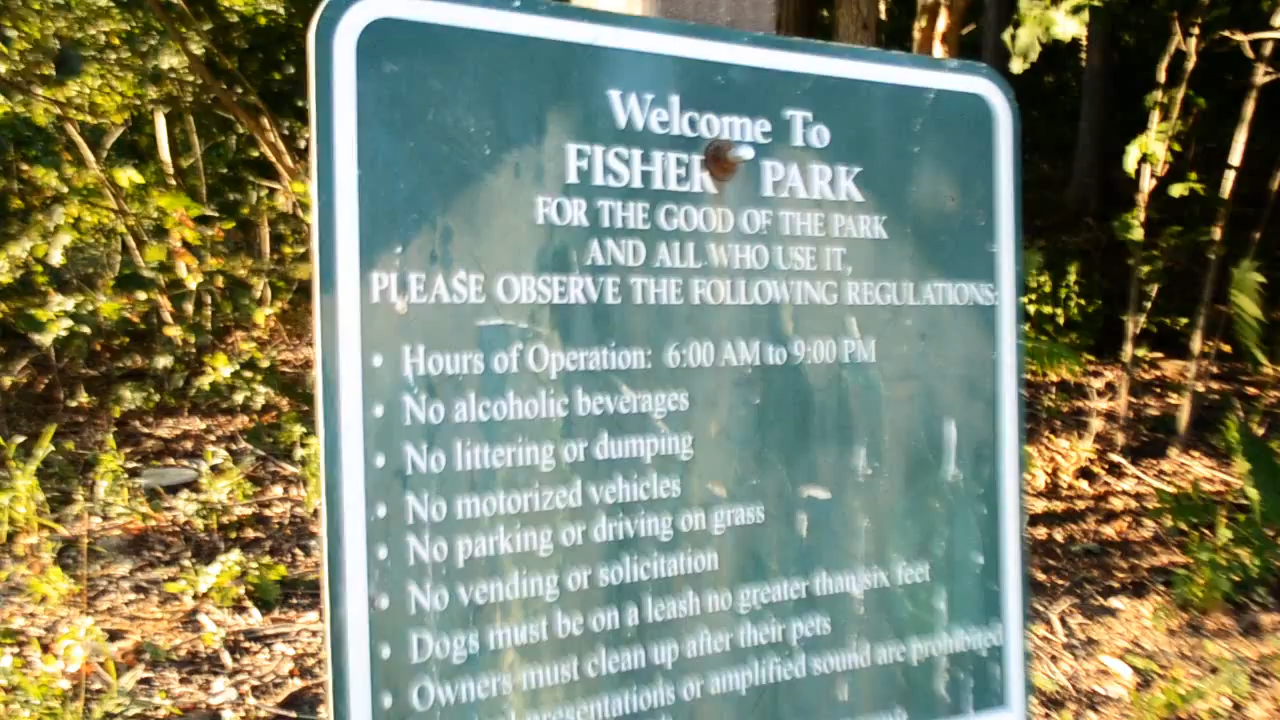 Welcome To
FISHER PARK
FOR THE GOOD OF THE PARK
AND ALL WHO USE IT,
PLEASE OBSERVE THE FOLLOWING REGULATIONS:
• Hours of Operation: 6:00 AM to 9:00 PM
• No alcoholic beverages
• No littering or dumping
• No motorized vehicles
• No parking or driving on grass
• No vending or solicitation
• Dogs must be on a leash no greater than six feet
• Owners must clean up after their pets
presentations or amplified sound are prohibited